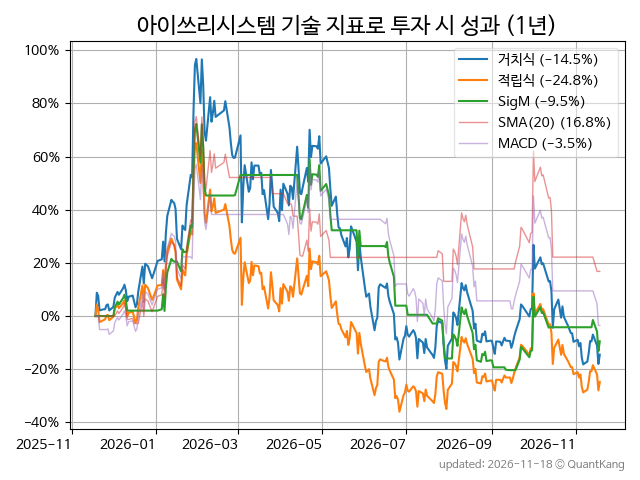 아이쓰리시스템 기술 지표로 투자 시 성과 (1년)
100%
80%
60%
40%
20%
0%
−20%
−40%
거치식 (−14.5%)
적립식 (−24.8%)
SigM (−9.5%)
SMA(20) (16.8%)
MACD (−3.5%)
2025-11
2026-01
2026-03
2026-05
2026-07
2026-09
2026-11
updated: 2026-11-18 © QuantKang